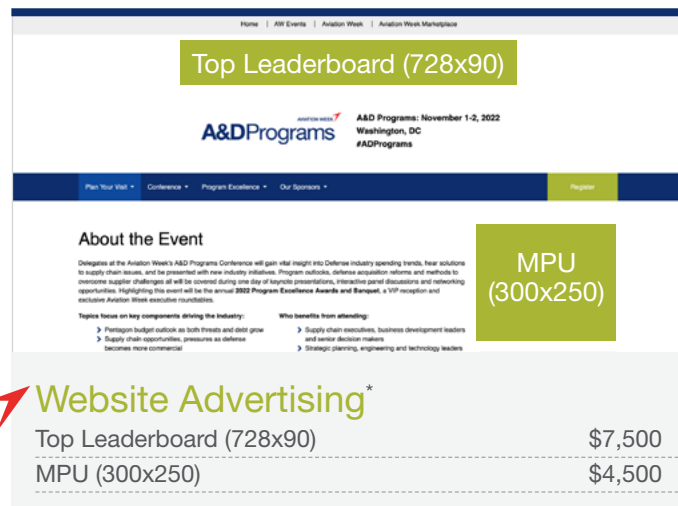 Home | AW Events | Aviation Week | Aviation Week Marketplace
Top Leaderboard (728x90)
AVIATION WEEK
A&DPrograms
A&D Programs: November 1-2, 2022
Washington, DC
#ADPrograms
Plan Your Visit Conference Program Excellence Our Sponsors Register
About the Event
Delegates at the Aviation Week's A&D Programs Conference will gain vital insight into Defense industry spending trends, hear solutions
to supply chain issues, and be presented with new industry initiatives. Program outlooks, defense acquisition reforms and methods to
overcome supplier challenges all will be covered during one day of keynote presentations, interactive panel discussions and networking
opportunities. Highlighting this event will be the annual 2022 Program Excellence Awards and Banquet, a VIP reception and
exclusive Aviation Week executive roundtables.
MPU
(300x250)
Topics focus on key components driving the industry:
Pentagon budget outlook as both threats and debt grow
Supply chain opportunities, pressures as defense
becomes more commercial
Who benefits from attending:
Supply chain executives, business development leaders
and senior decision makers
Strategic planning, engineering and technology leaders
Website Advertising*
Top Leaderboard (728x90) $7,500
MPU (300x250) $4,500